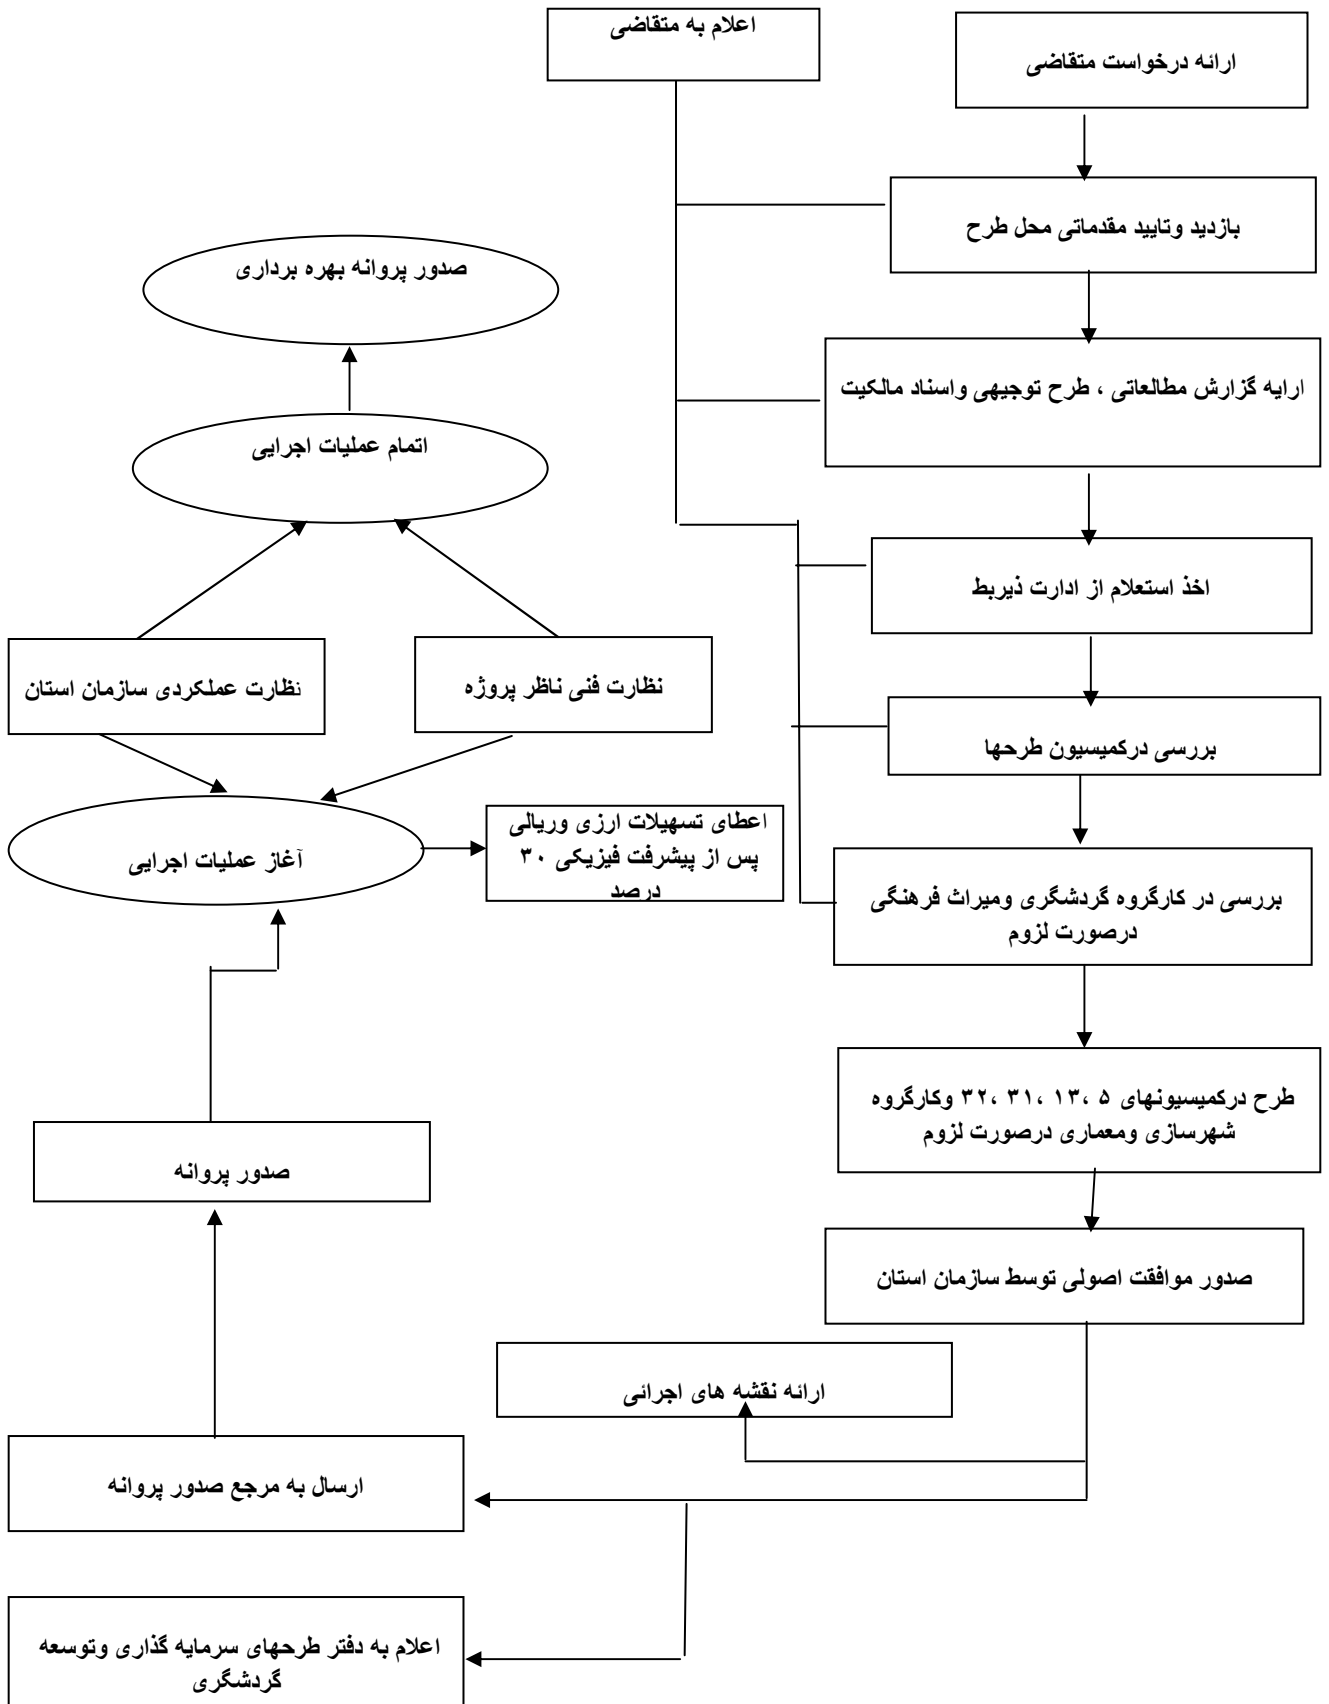 اعلام به متقاضی
ارائه درخواست متقاضی
بازدید وتایید مقدماتی محل طرح
صدور پروانه بهره برداری
ارایه گزارش مطالعاتی ، طرح توجیهی واسناد مالکیت
اتمام عملیات اجرایی
اخذ استعلام از ادارت ذیربط
نظارت فنی ناظر پروژه
نظارت عملکردی سازمان استان
بررسی درکمیسیون طرحها
اعطای تسهیلات ارزی وریالی
پس از پیشرفت فیزیکی ۳۰
درصد
آغاز عملیات اجرایی
بررسی در کارگروه گردشگری ومیراث فرهنگی
درصورت لزوم
طرح درکمیسیونهای ۵ ،۱۳ ،۳۱ ،۳۲ وکارگروه
شهرسازی ومعماری درصورت لزوم
صدور پروانه
صدور موافقت اصولی توسط سازمان استان
ارائه نقشه های اجرائی
ارسال به مرجع صدور پروانه
اعلام به دفتر طرحهای سرمایه گذاری وتوسعه
گردشگری